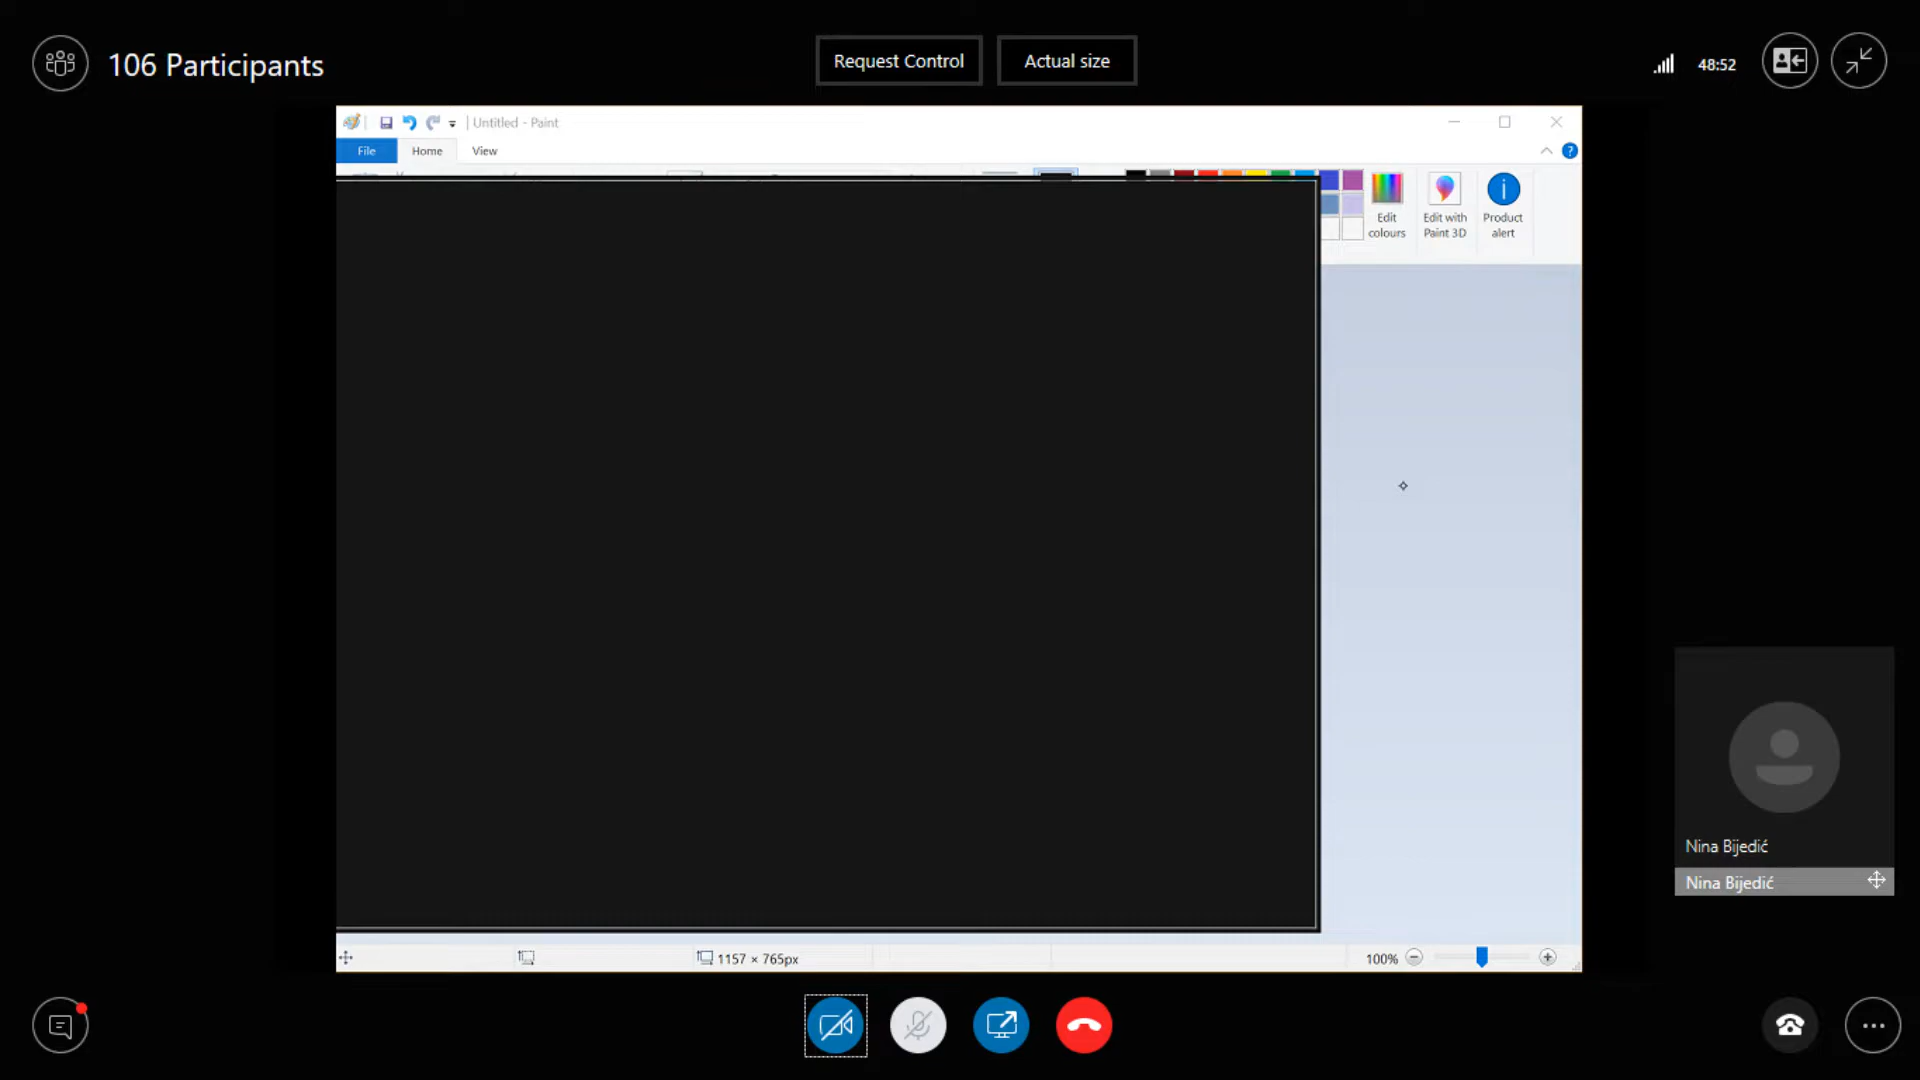 106 Participants
Request Control
Actual size
48:52
Untitled - Paint
File
Home
View
Edit
colours
Edit with
Paint 3D
Product
alert
Nina Bijedić
Nina Bijedić
1157 × 765px
100%